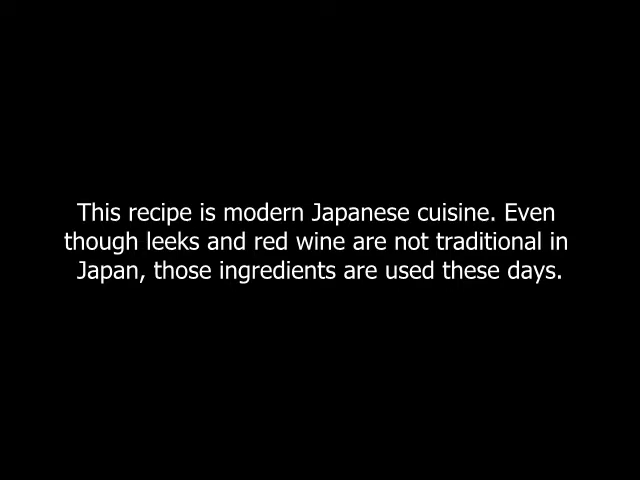 This recipe is modern Japanese cuisine. Even
though leeks and red wine are not traditional in
Japan, those ingredients are used these days.